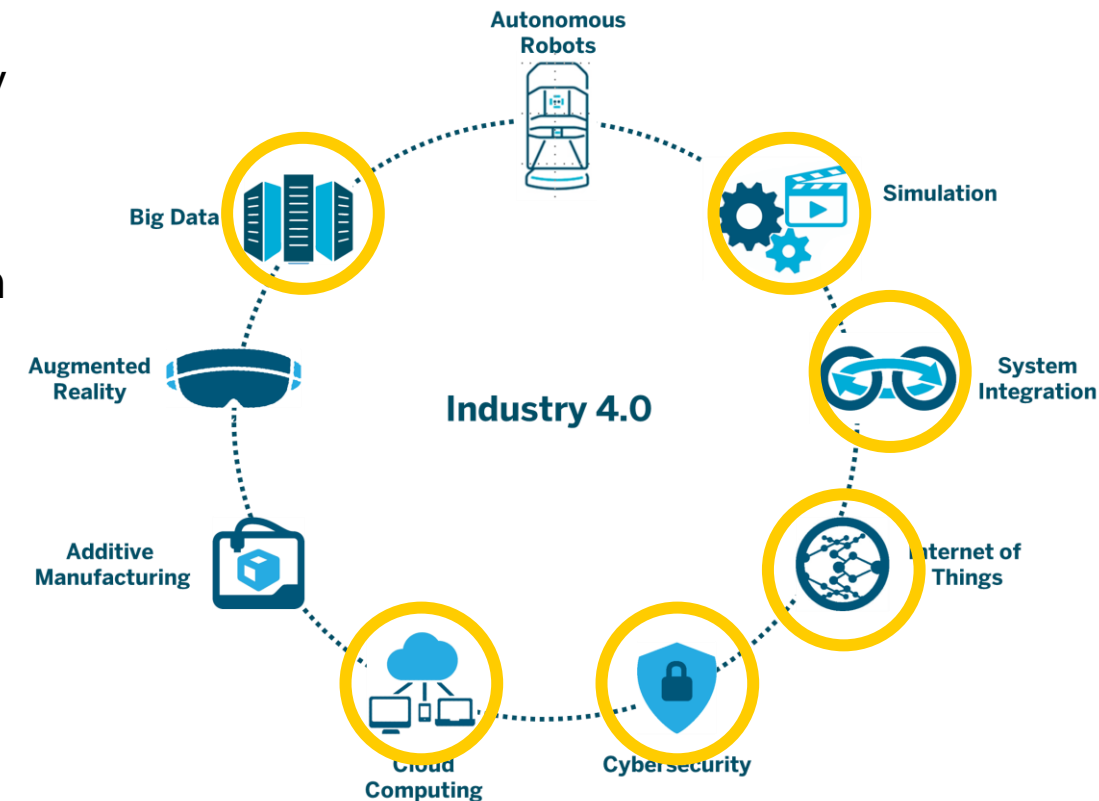 Autonomous
Robots
Big Data
Simulation
Augmented
Reality
System
Integration
Industry 4.0
Additive
Manufacturing
Internet of
Things
Cloud
Computing
Cybersecurity